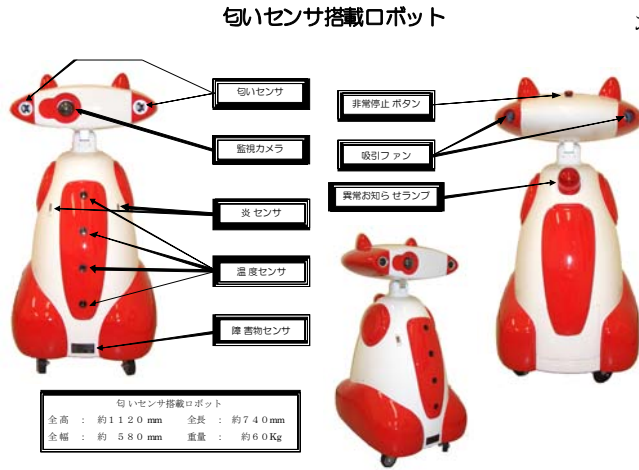 匂いセンサ搭載ロボット
匂いセンサ
監視カメラ
炎センサ
温度センサ
障害物センサ
非常停止ボタン
吸引ファン
異常お知らせランプ
匂いセンサ搭載ロボット
全高 ： 約１１２０mm 全長 ： 約７４０mm
全幅 ： 約 ５８０mm 重量 ： 約６０Kg